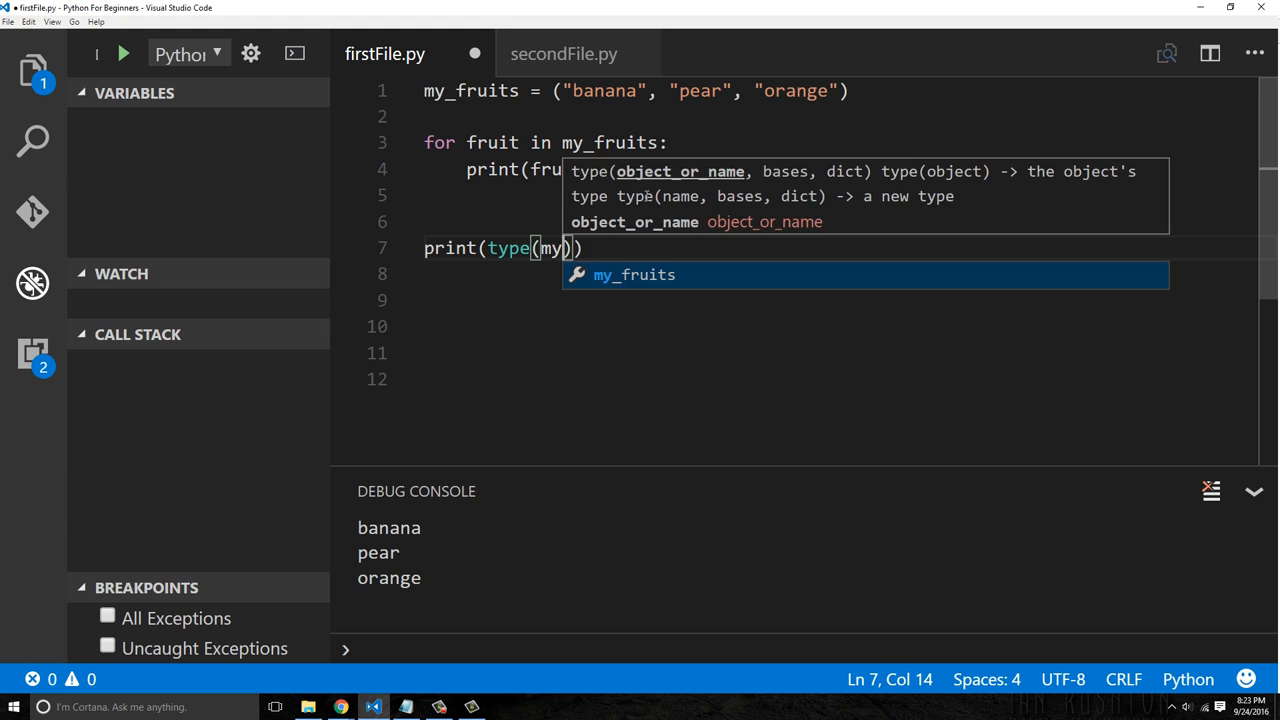 firstFile.py - Python For Beginners - Visual Studio Code
File Edit View Go Help
1
Python
firstFile.py
secondFile.py
VARIABLES
WATCH
CALL STACK
2
BREAKPOINTS
All Exceptions
Uncaught Exceptions
1 my_fruits = ("banana", "pear", "orange")
2
3 for fruit in my_fruits:
4 print(fru
5
6
7 print(type(my))
8
9
10
11
12
type(object_or_name, bases, dict) type(object) -> the object's
type type(name, bases, dict) -> a new type
object_or_name object_or_name
my_fruits
DEBUG CONSOLE
banana
pear
orange
0 0
Ln 7, Col 14 Spaces: 4 UTF-8 CRLF Python
I'm Cortana. Ask me anything.
8:23 PM
9/24/2016